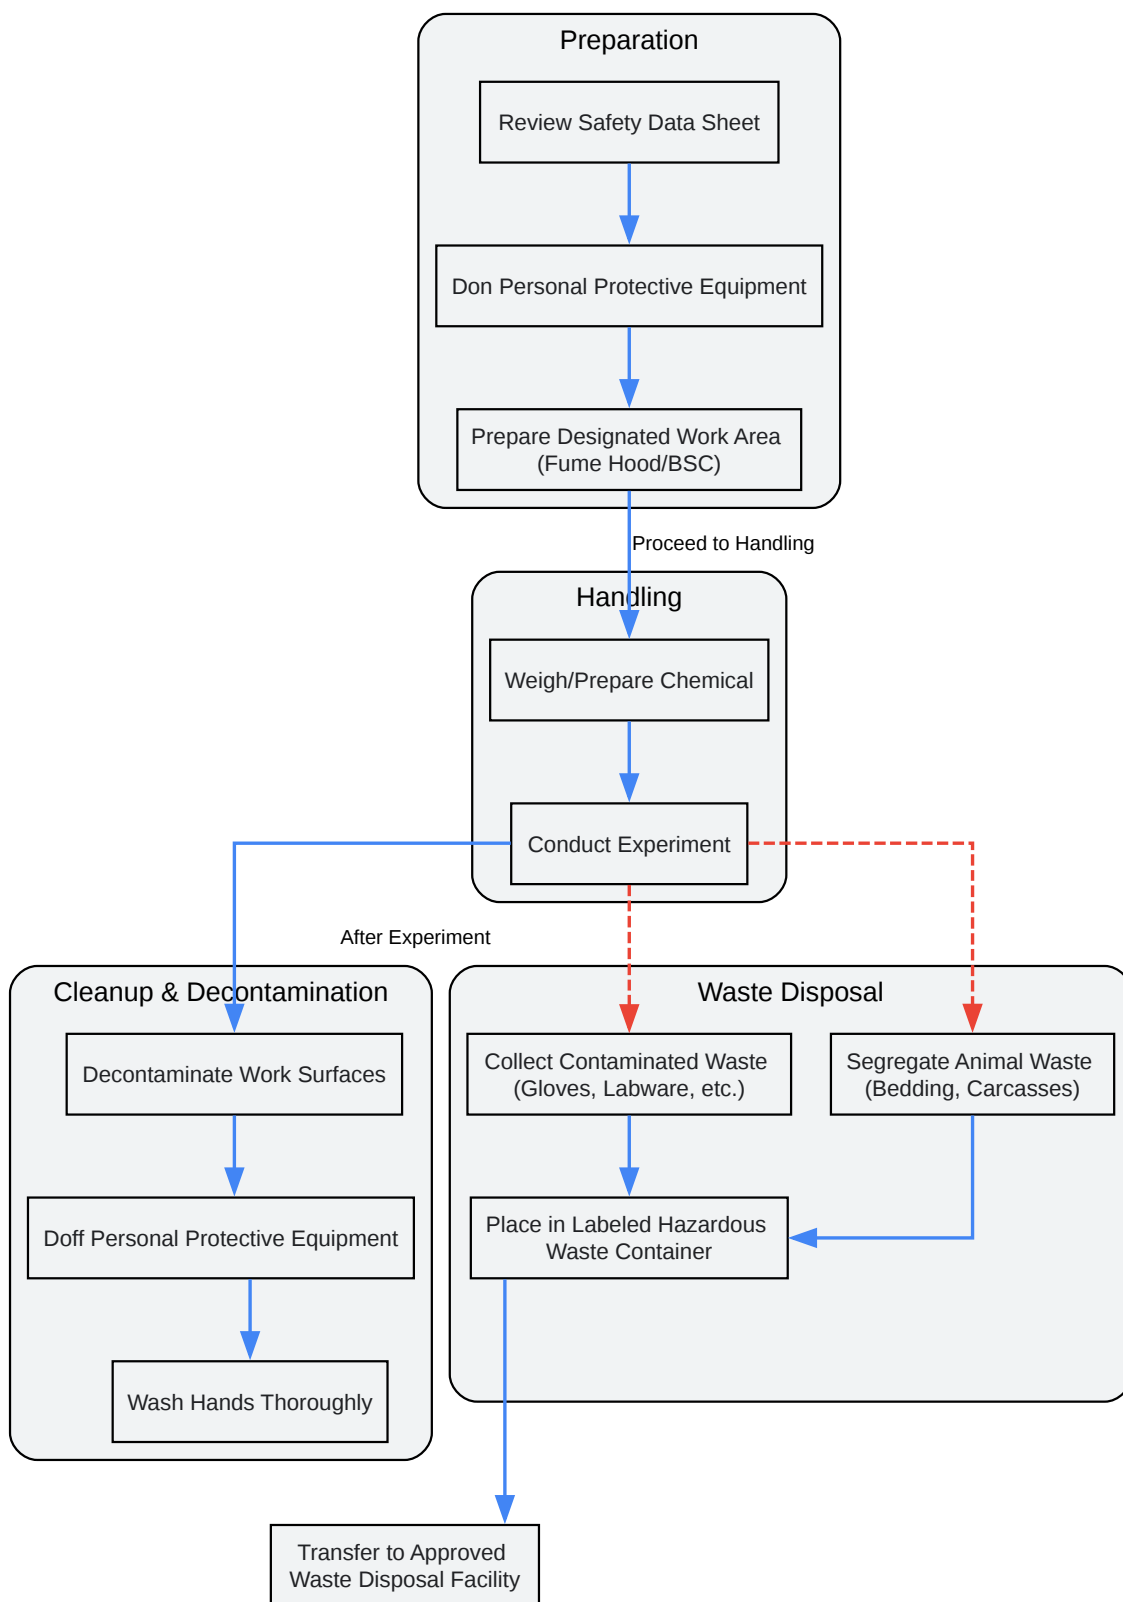 Preparation
Review Safety Data Sheet
Don Personal Protective Equipment
Prepare Designated Work Area
(Fume Hood/BSC)
Proceed to Handling
Handling
Weigh/Prepare Chemical
Conduct Experiment
After Experiment
Cleanup & Decontamination
Decontaminate Work Surfaces
Doff Personal Protective Equipment
Wash Hands Thoroughly
Waste Disposal
Collect Contaminated Waste
(Gloves, Labware, etc.)
Segregate Animal Waste
(Bedding, Carcasses)
Place in Labeled Hazardous
Waste Container
Transfer to Approved
Waste Disposal Facility